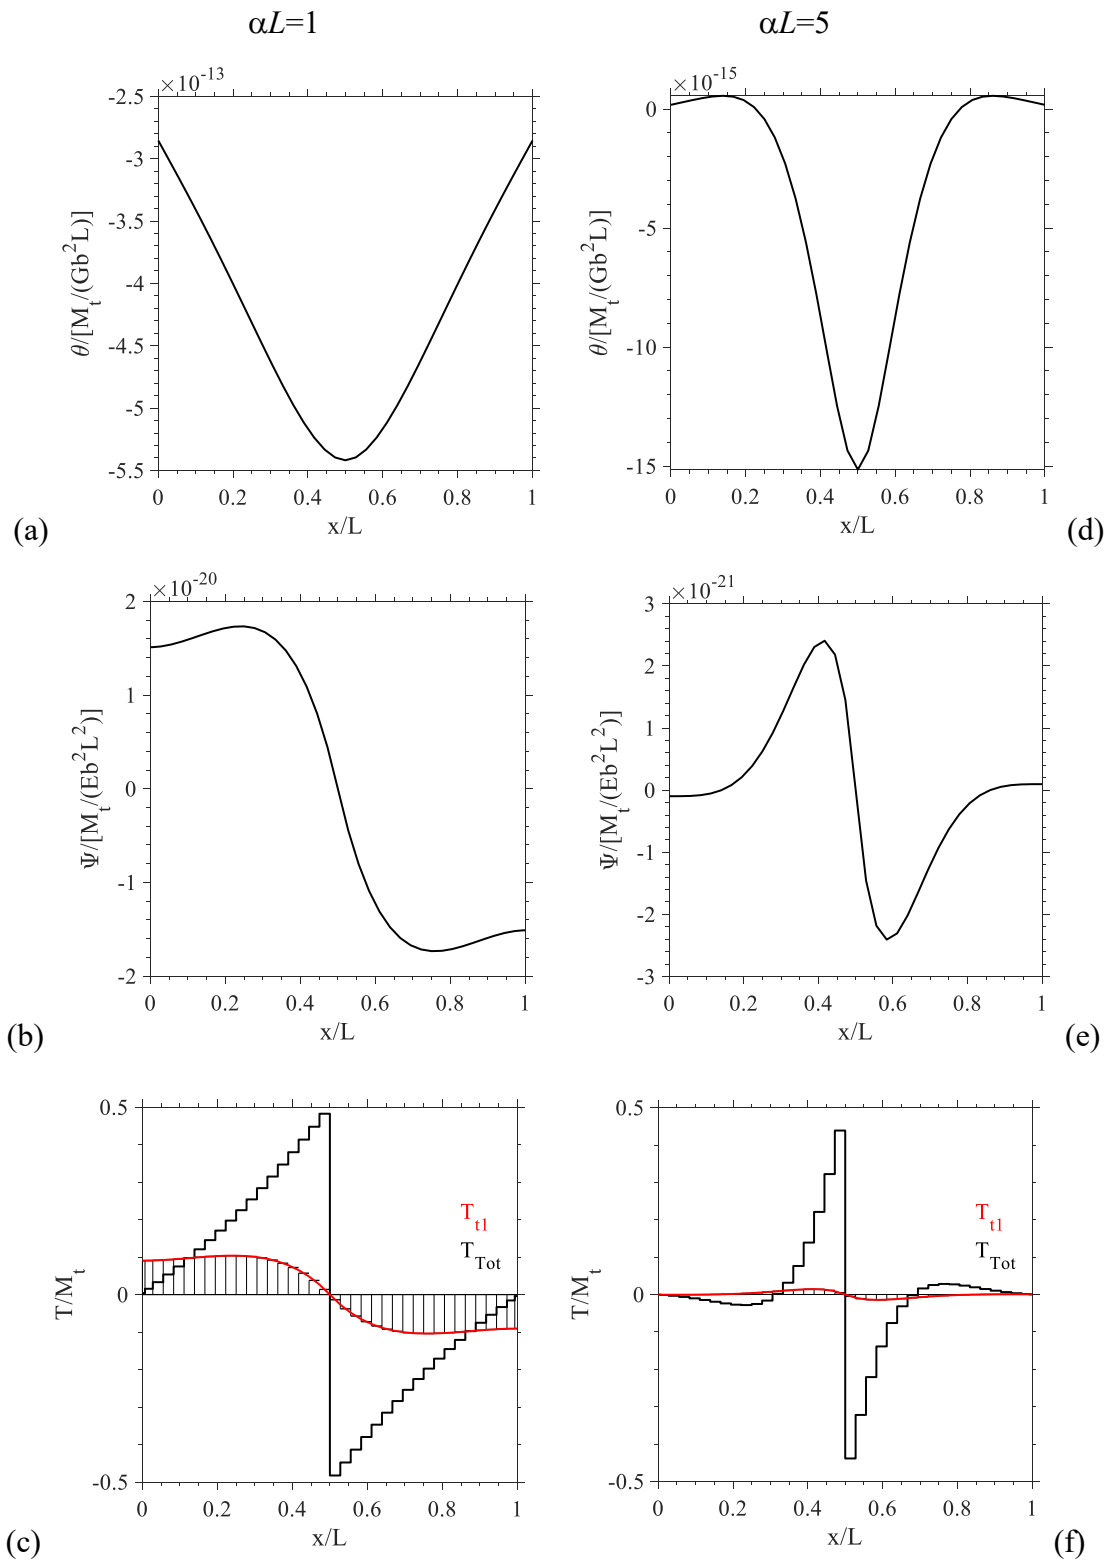 αL=1
αL=5
×10⁻¹³
-2.5
-3
-3.5
-4
-4.5
-5
-5.5
θ/[Mₜ/(Gb²L)]
0 0.2 0.4 0.6 0.8 1
x/L
(a)
×10⁻¹⁵
0
-5
-10
-15
θ/[Mₜ/(Gb²L)]
0 0.2 0.4 0.6 0.8 1
x/L
(d)
×10⁻²⁰
2
1
0
-1
-2
Ψ/[Mₜ/(Eb²L²)]
0 0.2 0.4 0.6 0.8 1
x/L
(b)
×10⁻²¹
3
2
1
0
-1
-2
-3
Ψ/[Mₜ/(Eb²L²)]
0 0.2 0.4 0.6 0.8 1
x/L
(e)
0.5
0
-0.5
T/Mₜ
T_t1
T_Tot
0 0.2 0.4 0.6 0.8 1
x/L
(c)
0.5
0
-0.5
T/Mₜ
T_t1
T_Tot
0 0.2 0.4 0.6 0.8 1
x/L
(f)